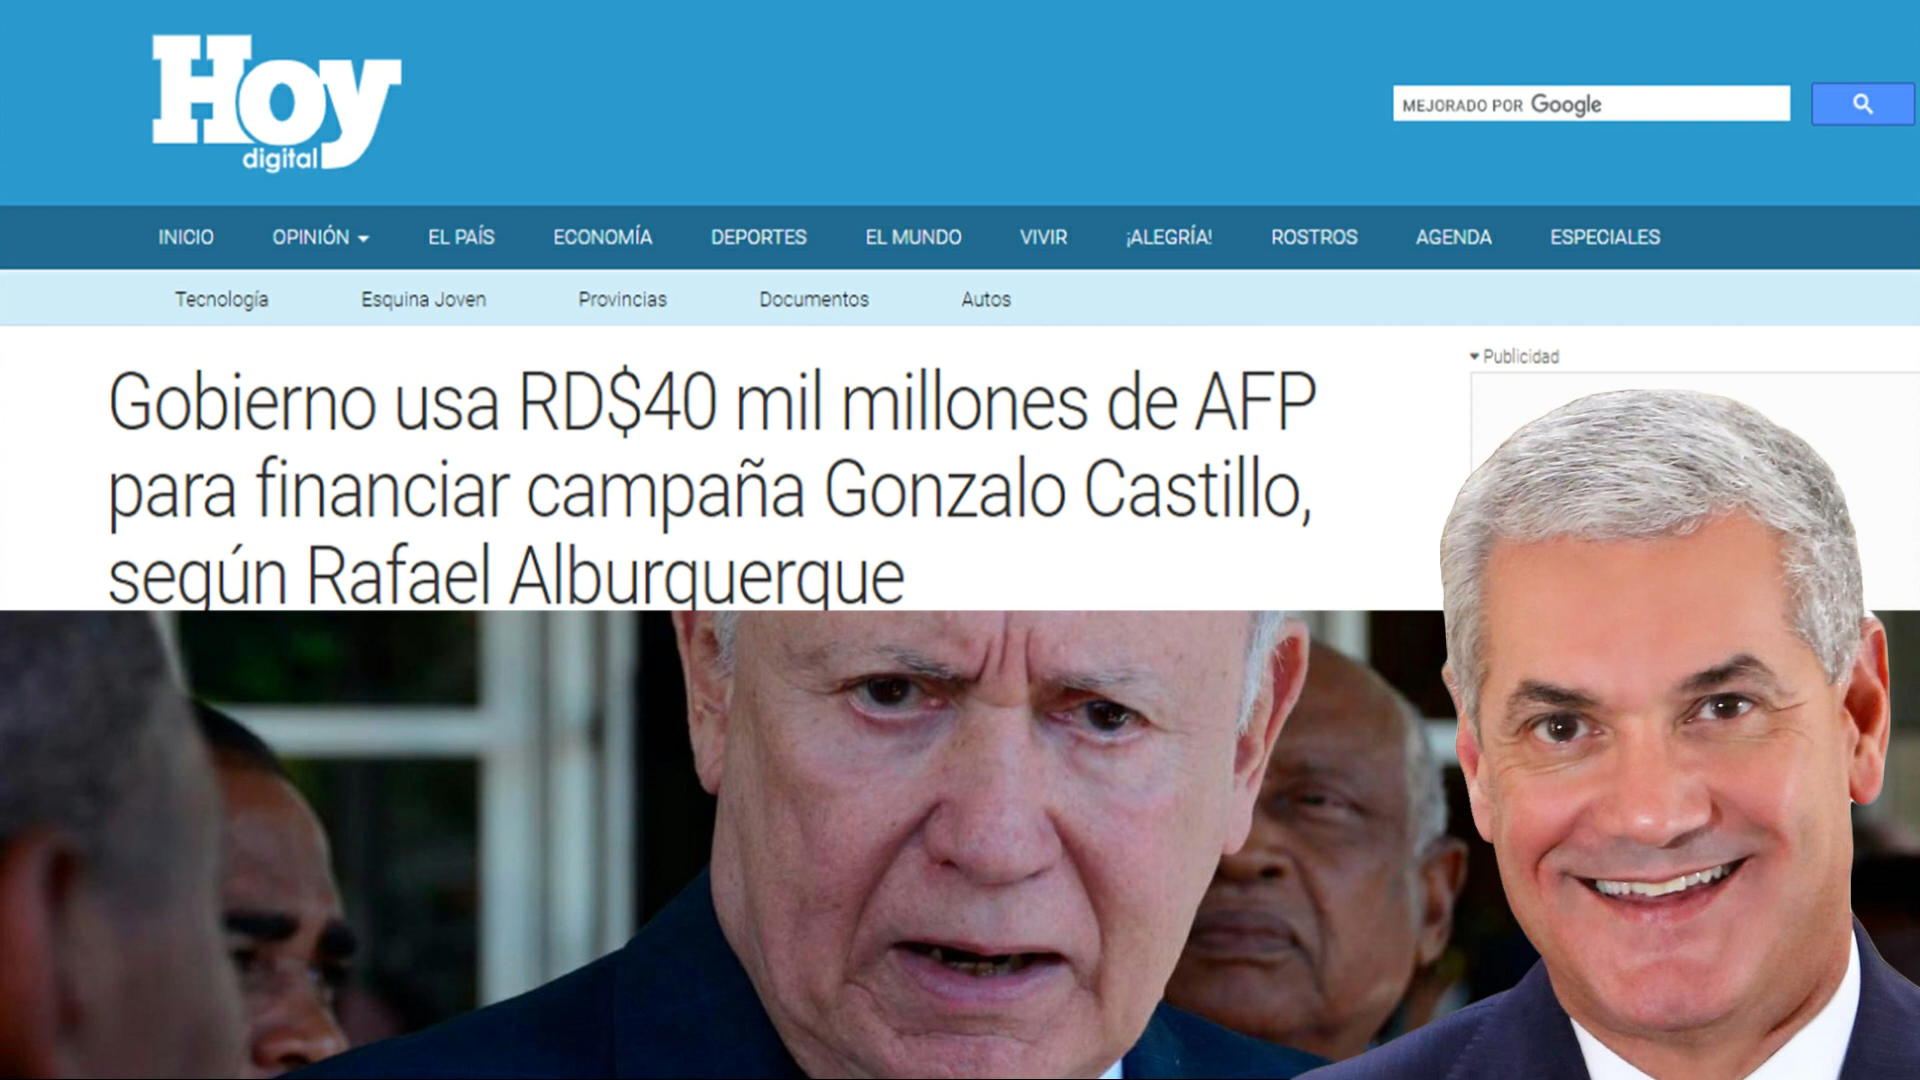 Hoy
digital
MEJORADO POR Google
INICIO OPINIÓN EL PAÍS ECONOMÍA DEPORTES EL MUNDO VIVIR ¡ALEGRÍA! ROSTROS AGENDA ESPECIALES
Tecnología Esquina Joven Provincias Documentos Autos
Publicidad
Gobierno usa RD$40 mil millones de AFP
para financiar campaña Gonzalo Castillo,
según Rafael Alburquerque